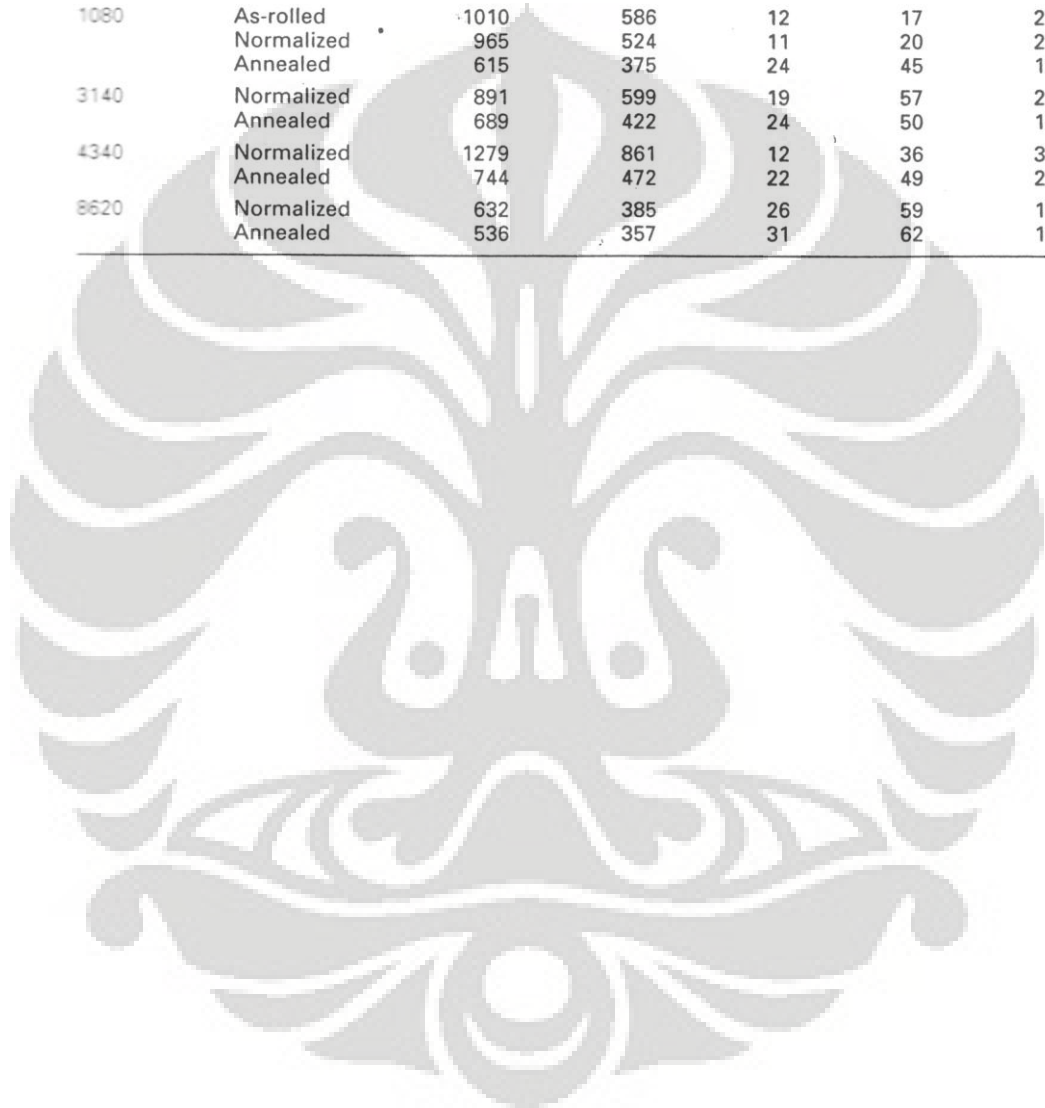 1080 As-rolled 1010 586 12 17 2
Normalized 965 524 11 20 2
Annealed 615 375 24 45 1
3140 Normalized 891 599 19 57 2
Annealed 689 422 24 50 1
4340 Normalized 1279 861 12 36 3
Annealed 744 472 22 49 2
8620 Normalized 632 385 26 59 1
Annealed 536 357 31 62 1